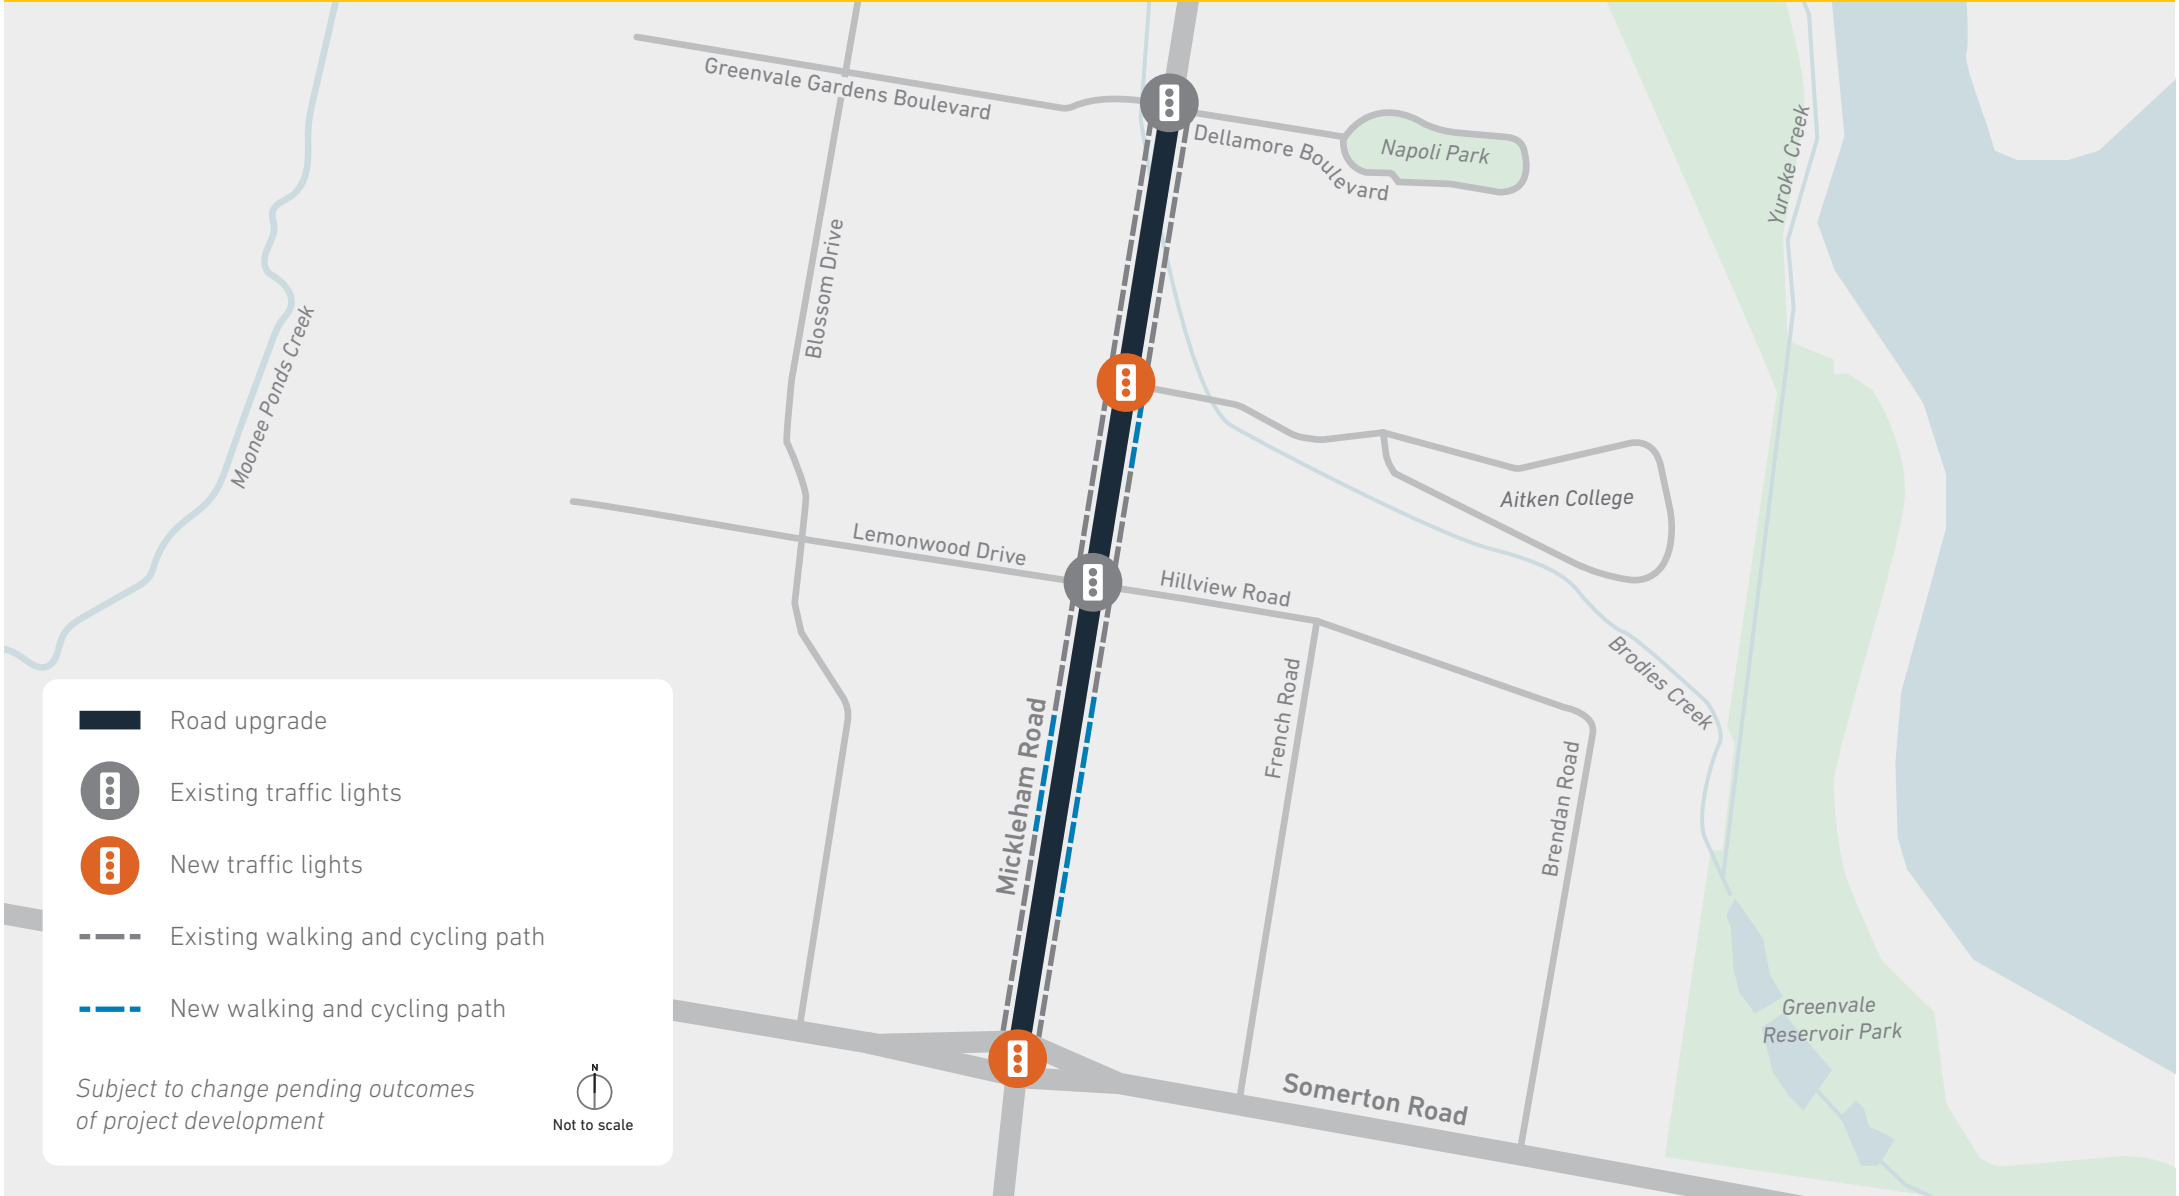 Greenvale Gardens Boulevard
Dellamore Boulevard
Napoli Park
Yuroke Creek
Blossom Drive
Moonee Ponds Creek
Aitken College
Lemonwood Drive
Hillview Road
Brodies Creek
French Road
Mickleham Road
Brendan Road
Greenvale
Reservoir Park
Somerton Road
Road upgrade
Existing traffic lights
New traffic lights
Existing walking and cycling path
New walking and cycling path
Subject to change pending outcomes
of project development
N
Not to scale